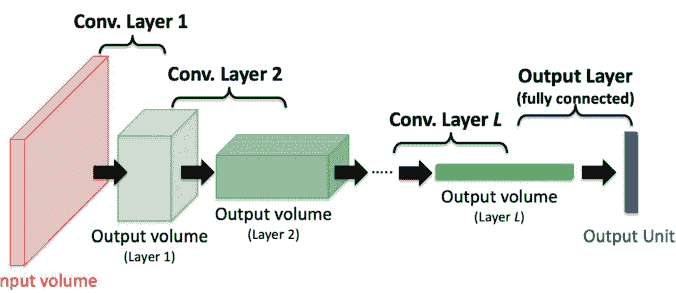 Conv. Layer 1
Conv. Layer 2
Output Layer
(fully connected)
Conv. Layer L
.....
Output volume
(Layer 1)
Output volume
(Layer 2)
Output volume
(Layer L)
Output Unit
nput volume